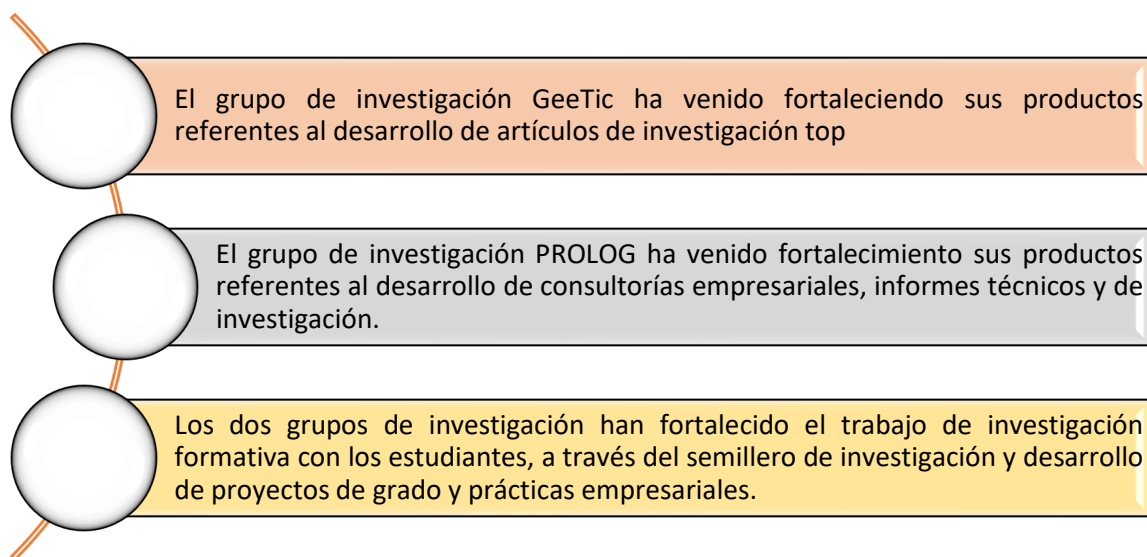 El grupo de investigación GeeTic ha venido fortaleciendo sus productos
referentes al desarrollo de artículos de investigación top
El grupo de investigación PROLOG ha venido fortalecimiento sus productos
referentes al desarrollo de consultorías empresariales, informes técnicos y de
investigación.
Los dos grupos de investigación han fortalecido el trabajo de investigación
formativa con los estudiantes, a través del semillero de investigación y desarrollo
de proyectos de grado y prácticas empresariales.